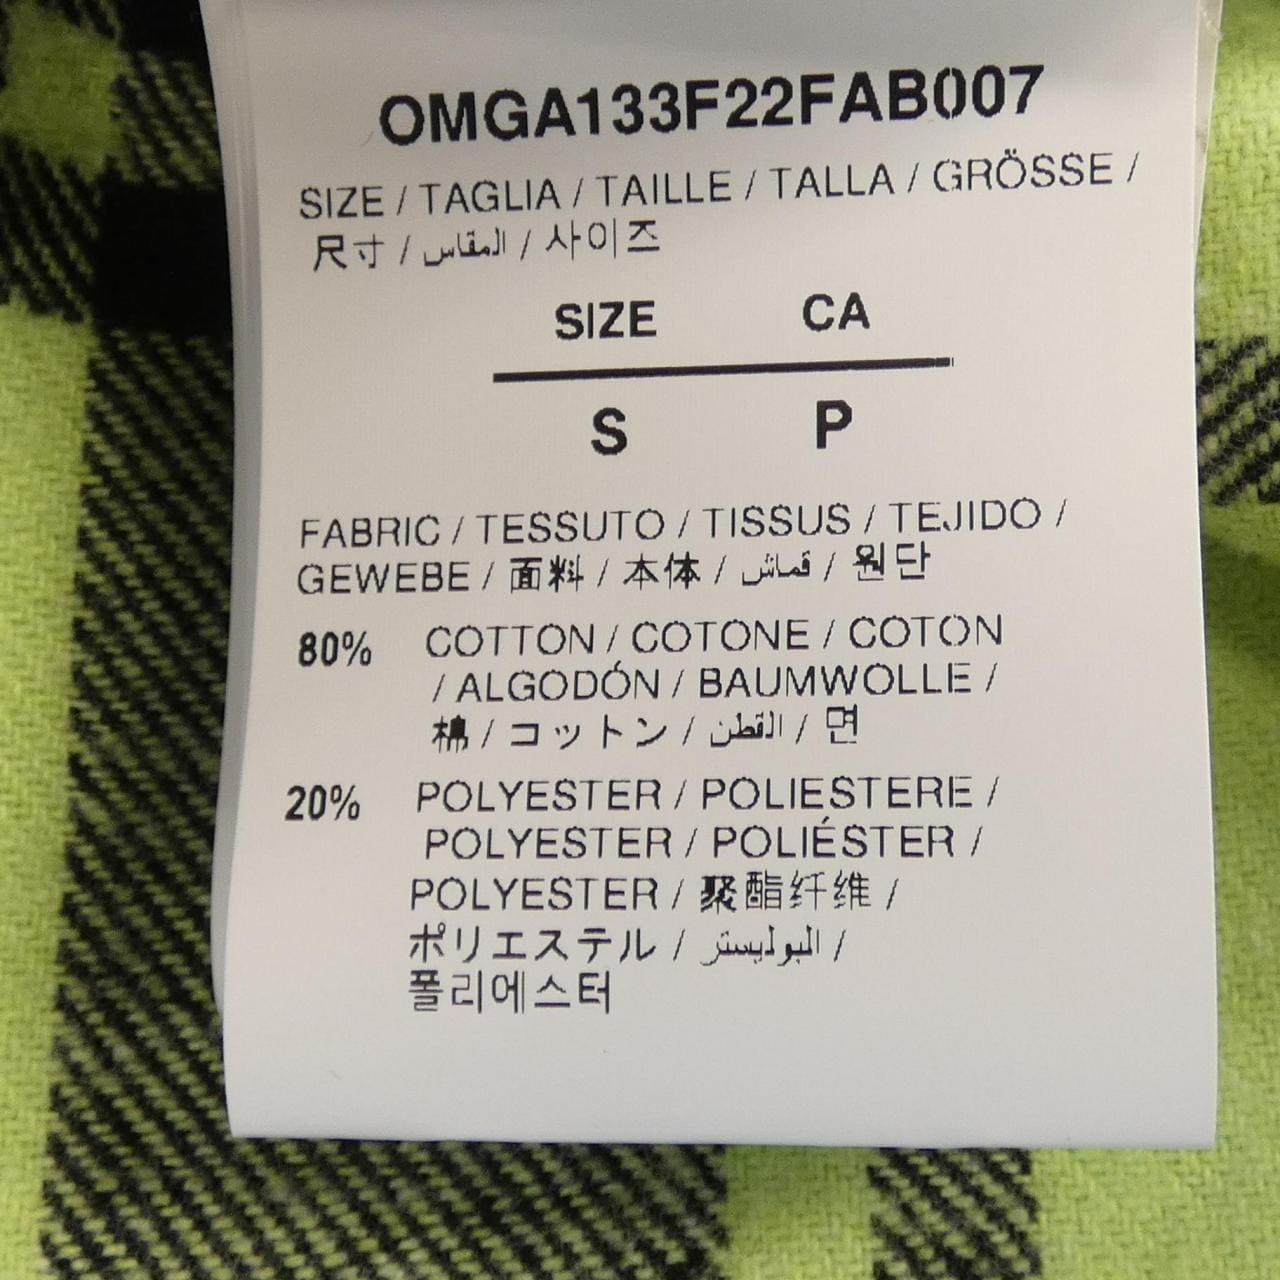 OMGA133F22FAB007
SIZE / TAGLIA / TAILLE / TALLA / GRÖSSE /
尺寸 / المقاس / 사이즈
SIZE CA
S P
FABRIC / TESSUTO / TISSUS / TEJIDO /
GEWEBE / 面料 / 本体 / قماش / 원단
80% COTTON / COTONE / COTON
/ ALGODÓN / BAUMWOLLE /
棉 / コットン / القطن / 면
20% POLYESTER / POLIESTERE /
POLYESTER / POLIÉSTER /
POLYESTER / 聚酯纤维 /
ポリエステル / البوليستر /
폴리에스터